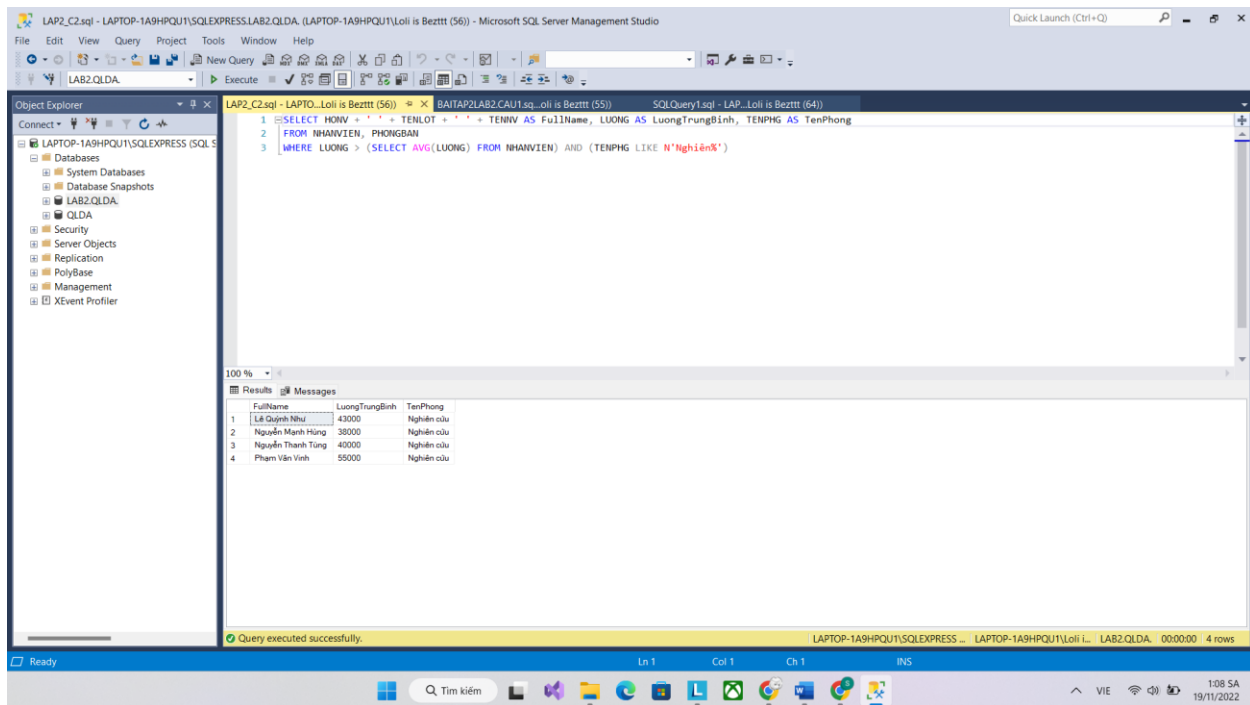 LAP2_C2.sql - LAPTOP-1A9HPQU1\SQLEXPRESS.LAB2.QLDA. (LAPTOP-1A9HPQU1\Loli is Bezttt (56)) - Microsoft SQL Server Management Studio
Quick Launch (Ctrl+Q)
File Edit View Query Project Tools Window Help
New Query
LAB2.QLDA.
Execute
Object Explorer
LAP2_C2.sql - LAPTO...Loli is Bezttt (56))
BAITAP2LAB2.CAU1.sq...oli is Bezttt (55))
SQLQuery1.sql - LAP...Loli is Bezttt (64))
Connect
LAPTOP-1A9HPQU1\SQLEXPRESS (SQL S
Databases
System Databases
Database Snapshots
LAB2.QLDA.
QLDA
Security
Server Objects
Replication
PolyBase
Management
XEvent Profiler
1 SELECT HONV + ' ' + TENLOT + ' ' + TENNV AS FullName, LUONG AS LuongTrungBinh, TENPHG AS TenPhong
2 FROM NHANVIEN, PHONGBAN
3 WHERE LUONG > (SELECT AVG(LUONG) FROM NHANVIEN) AND (TENPHG LIKE N'Nghiên%')
100 %
Results Messages
FullName LuongTrungBinh TenPhong
1 Lê Quỳnh Như 43000 Nghiên cứu
2 Nguyễn Mạnh Hùng 38000 Nghiên cứu
3 Nguyễn Thanh Tùng 40000 Nghiên cứu
4 Phạm Văn Vinh 55000 Nghiên cứu
Query executed successfully.
LAPTOP-1A9HPQU1\SQLEXPRESS ... LAPTOP-1A9HPQU1\Loli i... LAB2.QLDA. 00:00:00 4 rows
Ready
Ln 1 Col 1 Ch 1 INS
Tìm kiếm
VIE
1:08 SA
19/11/2022